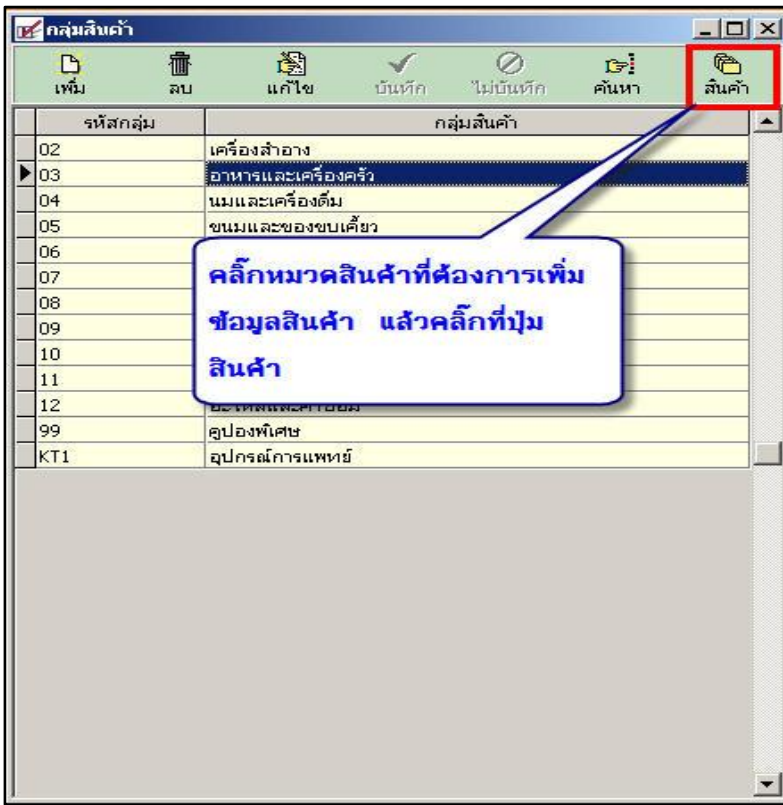 กลุ่มสินค้า
เพิ่ม ลบ แก้ไข บันทึก ไม่บันทึก ค้นหา สินค้า
รหัสกลุ่ม กลุ่มสินค้า
02 เครื่องสำอาง
03 อาหารและเครื่องครัว
04 นมและเครื่องดื่ม
05 ขนมและของขบเคี้ยว
06
07
08
09
10
11
12
99 คูปองพิเศษ
KT1 อุปกรณ์การแพทย์
คลิ๊กหมวดสินค้าที่ต้องการเพิ่ม
ข้อมูลสินค้า แล้วคลิ๊กที่ปุ่ม
สินค้า